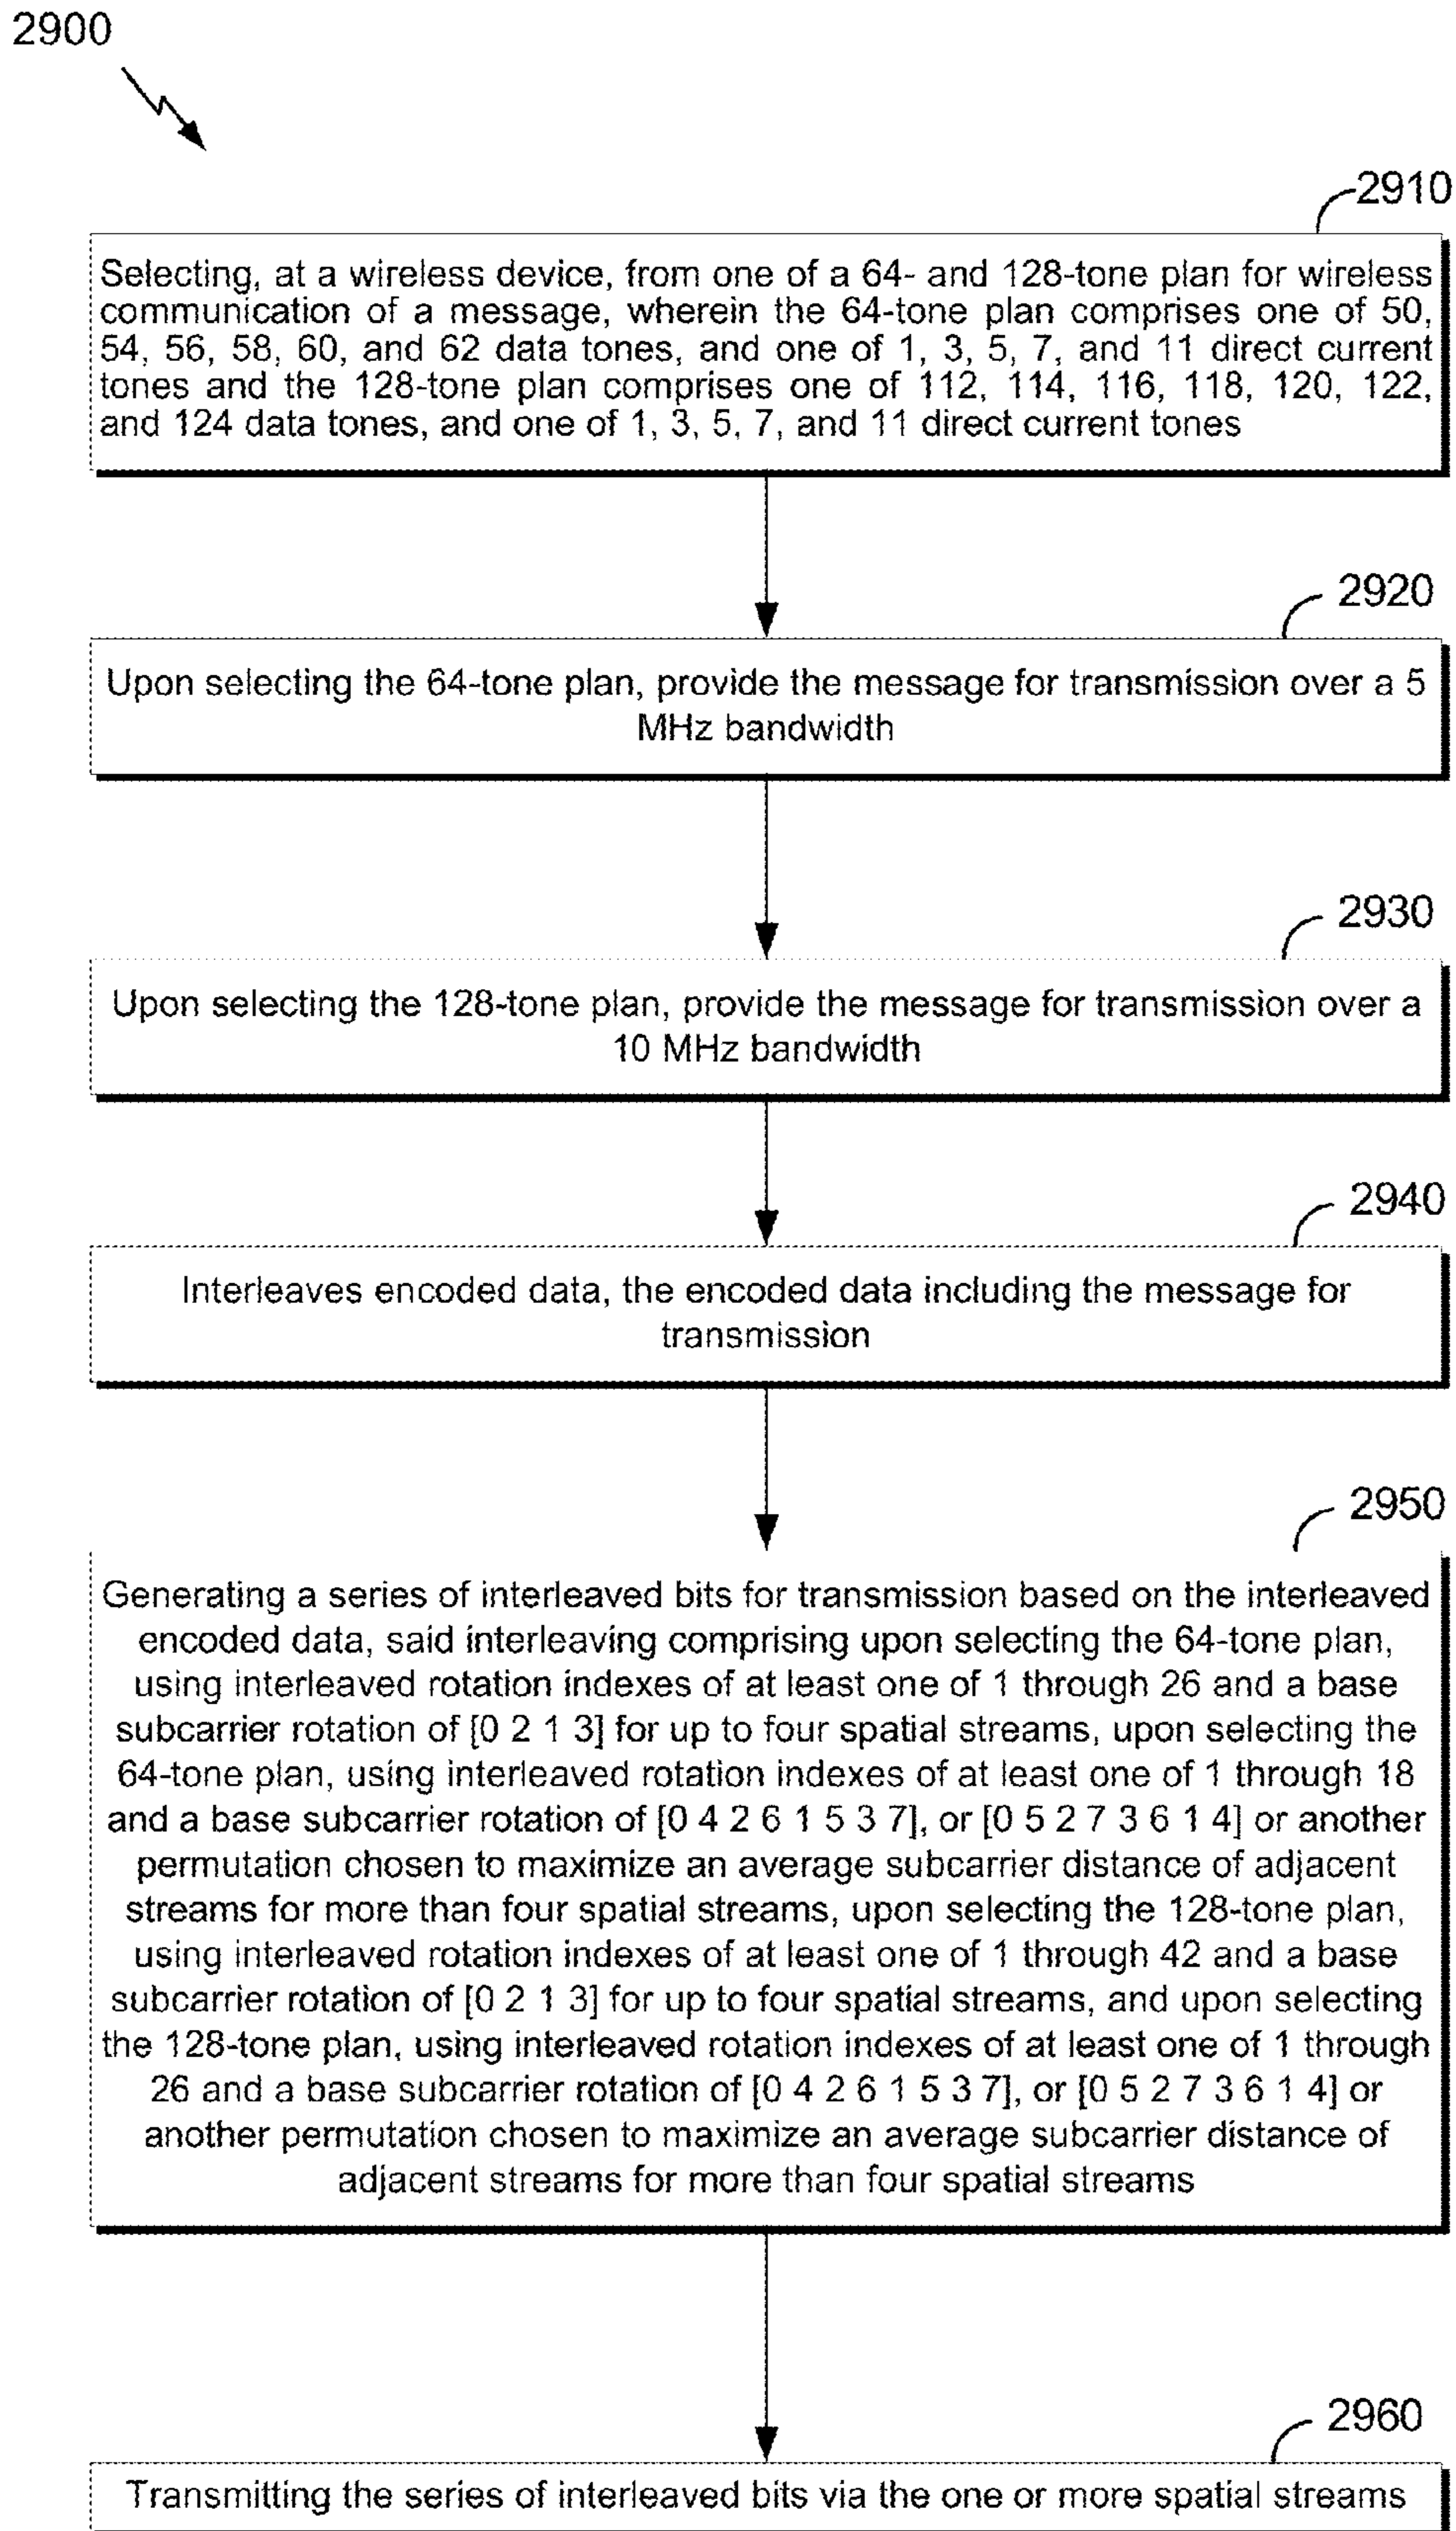 2900
2910
Selecting, at a wireless device, from one of a 64- and 128-tone plan for wireless
communication of a message, wherein the 64-tone plan comprises one of 50,
54, 56, 58, 60, and 62 data tones, and one of 1, 3, 5, 7, and 11 direct current
tones and the 128-tone plan comprises one of 112, 114, 116, 118, 120, 122,
and 124 data tones, and one of 1, 3, 5, 7, and 11 direct current tones
2920
Upon selecting the 64-tone plan, provide the message for transmission over a 5
MHz bandwidth
2930
Upon selecting the 128-tone plan, provide the message for transmission over a
10 MHz bandwidth
2940
Interleaves encoded data, the encoded data including the message for
transmission
2950
Generating a series of interleaved bits for transmission based on the interleaved
encoded data, said interleaving comprising upon selecting the 64-tone plan,
using interleaved rotation indexes of at least one of 1 through 26 and a base
subcarrier rotation of [0 2 1 3] for up to four spatial streams, upon selecting the
64-tone plan, using interleaved rotation indexes of at least one of 1 through 18
and a base subcarrier rotation of [0 4 2 6 1 5 3 7], or [0 5 2 7 3 6 1 4] or another
permutation chosen to maximize an average subcarrier distance of adjacent
streams for more than four spatial streams, upon selecting the 128-tone plan,
using interleaved rotation indexes of at least one of 1 through 42 and a base
subcarrier rotation of [0 2 1 3] for up to four spatial streams, and upon selecting
the 128-tone plan, using interleaved rotation indexes of at least one of 1 through
26 and a base subcarrier rotation of [0 4 2 6 1 5 3 7], or [0 5 2 7 3 6 1 4] or
another permutation chosen to maximize an average subcarrier distance of
adjacent streams for more than four spatial streams
2960
Transmitting the series of interleaved bits via the one or more spatial streams